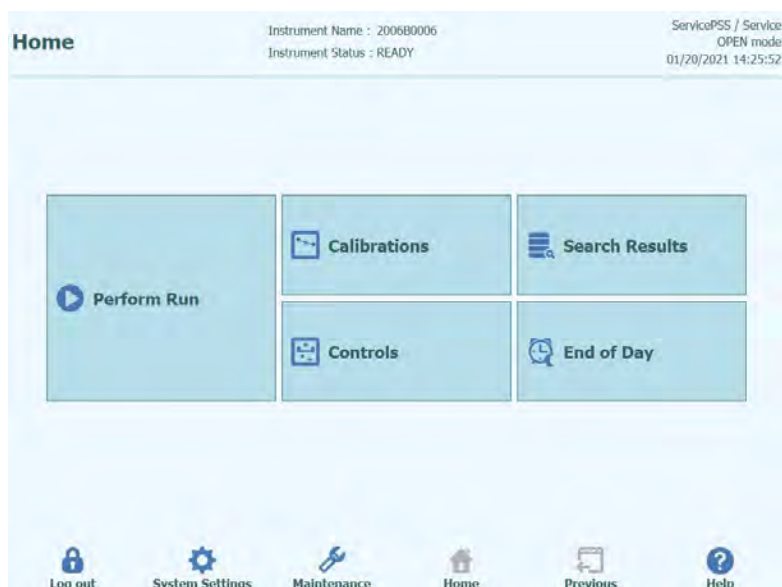 Home
Instrument Name : 2006B0006
Instrument Status : READY
ServicePSS / Service
OPEN mode
01/20/2021 14:25:52
Perform Run
Calibrations
Search Results
Controls
End of Day
Log out
System Settings
Maintenance
Home
Previous
Help